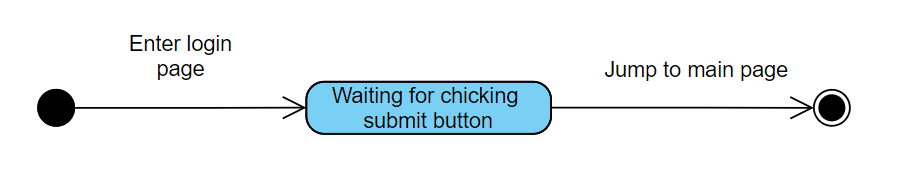 Enter login
page
Waiting for chicking
submit button
Jump to main page